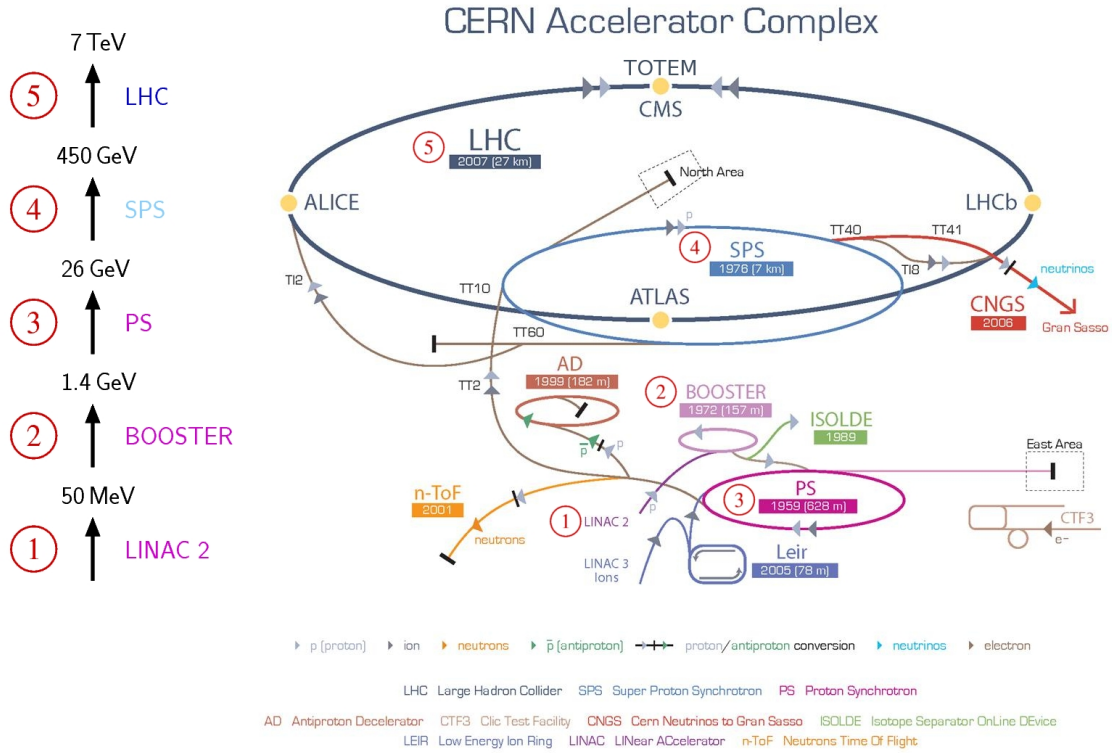 CERN Accelerator Complex
7 TeV
5 LHC
450 GeV
4 SPS
26 GeV
3 PS
1.4 GeV
2 BOOSTER
50 MeV
1 LINAC 2
TOTEM
CMS
5
LHC
2007 (27 km)
North Area
ALICE
LHCb
p
TT40
TT41
4
SPS
1976 (7 km)
TI8
neutrinos
TI2
TT10
ATLAS
CNGS
2006
Gran Sasso
TT60
AD
1999 (182 m)
TT2
2
BOOSTER
1972 (157 m)
ISOLDE
1989
p
p̅
East Area
n-ToF
2001
3
PS
1959 (628 m)
1
LINAC 2
p
neutrons
CTF3
e-
LINAC 3
Ions
Leir
2005 (78 m)
p (proton)
ion
neutrons
p̅ (antiproton)
proton/antiproton conversion
neutrinos
electron
LHC Large Hadron Collider SPS Super Proton Synchrotron PS Proton Synchrotron
AD Antiproton Decelerator CTF3 Clic Test Facility CNGS Cern Neutrinos to Gran Sasso ISOLDE Isotope Separator OnLine DEvice
LEIR Low Energy Ion Ring LINAC LINear ACcelerator n-ToF Neutrons Time Of Flight